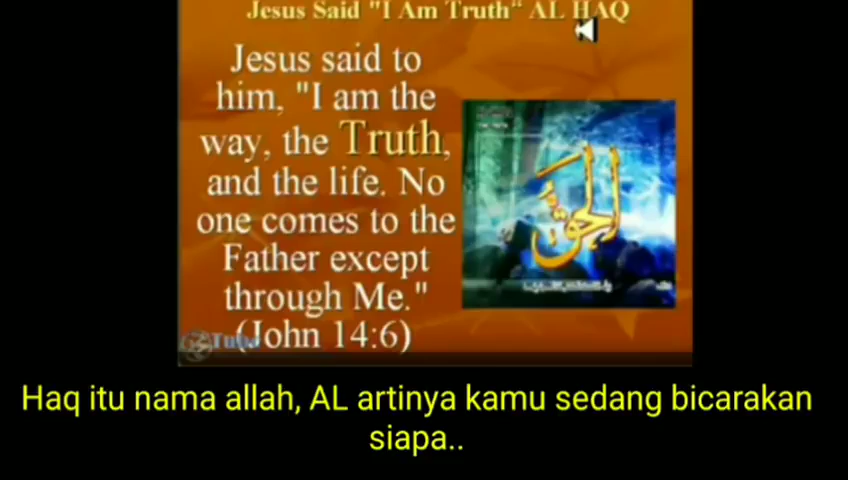 Jesus Said "I Am Truth" AL HAQ
Jesus said to
him, "I am the
way, the Truth,
and the life. No
one comes to the
Father except
through Me."
(John 14:6)
الحق
Tube
Haq itu nama allah, AL artinya kamu sedang bicarakan
siapa..